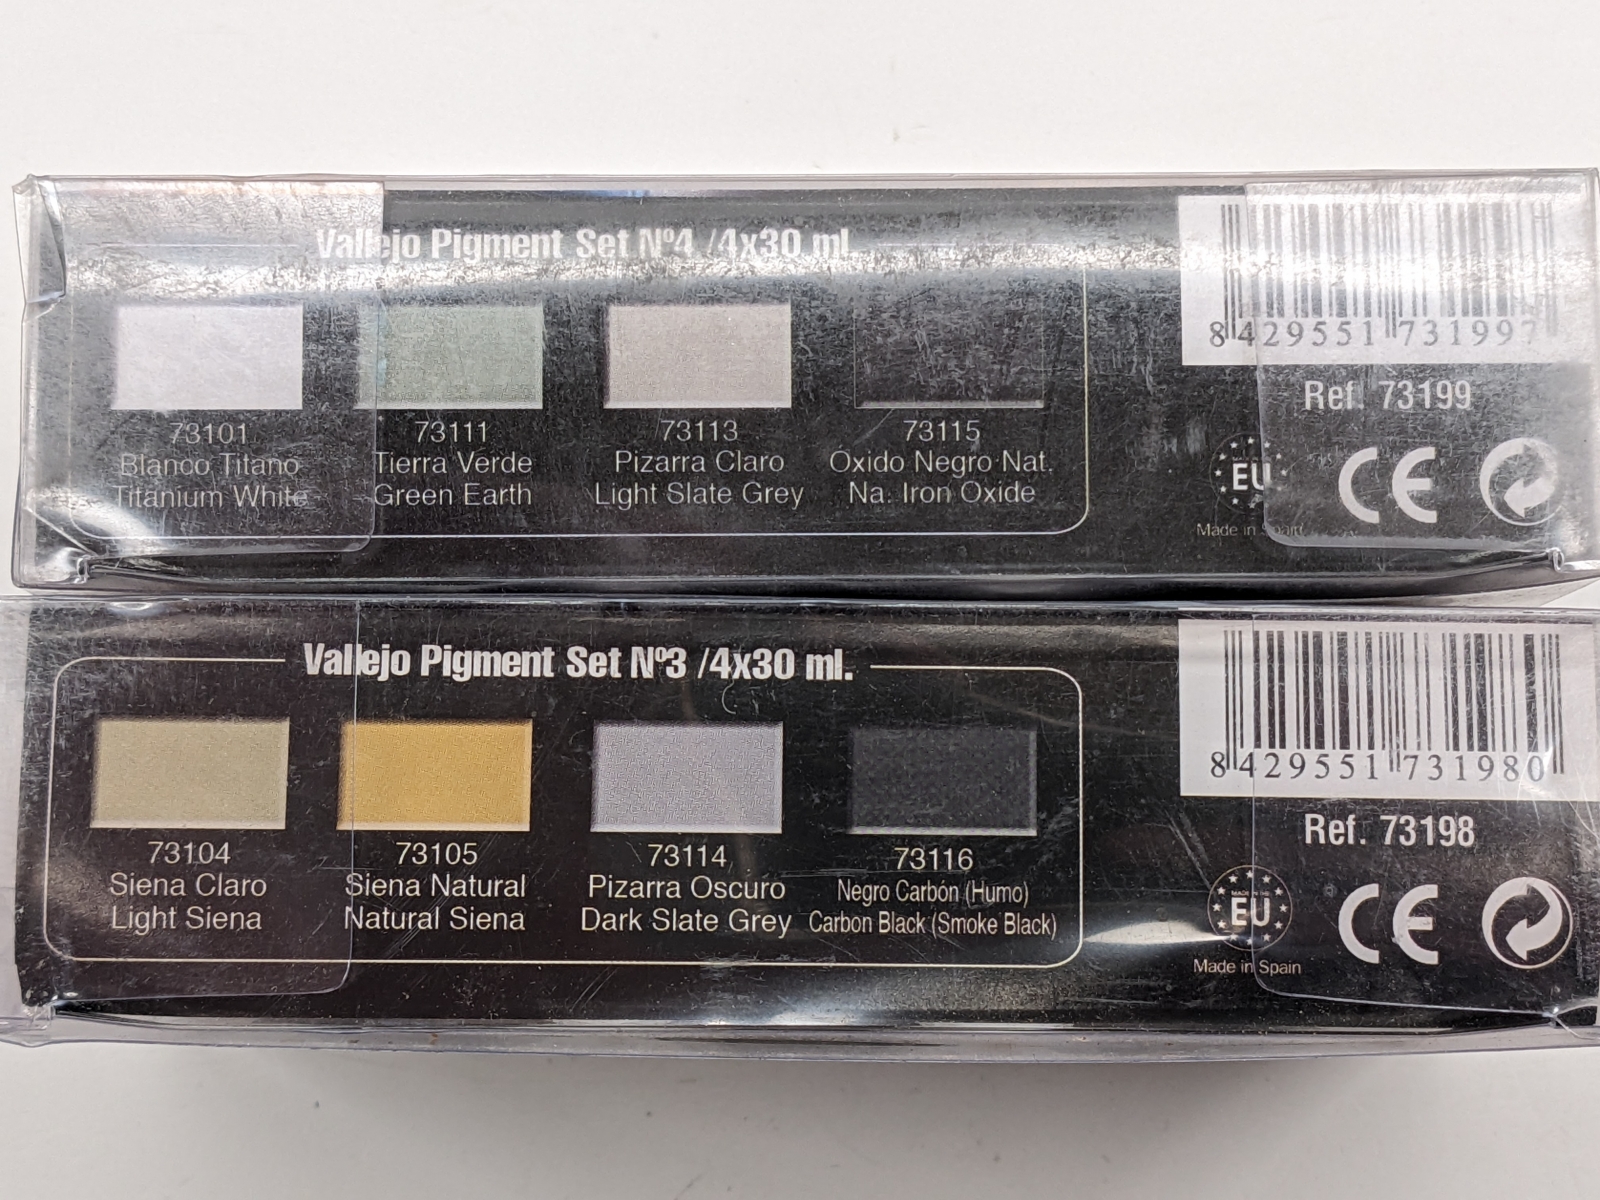 Vallejo Pigment Set Nº4 /4x30 ml.
73101
Blanco Titano
Titanium White
73111
Tierra Verde
Green Earth
73113
Pizarra Claro
Light Slate Grey
73115
Óxido Negro Nat.
Na. Iron Oxide
8 429551 731997
Ref. 73199
EU
Made in Spain
CE
Vallejo Pigment Set Nº3 /4x30 ml.
73104
Siena Claro
Light Siena
73105
Siena Natural
Natural Siena
73114
Pizarra Oscuro
Dark Slate Grey
73116
Negro Carbón (Humo)
Carbon Black (Smoke Black)
8 429551 731980
Ref. 73198
MADE IN THE
EU
Made in Spain
CE